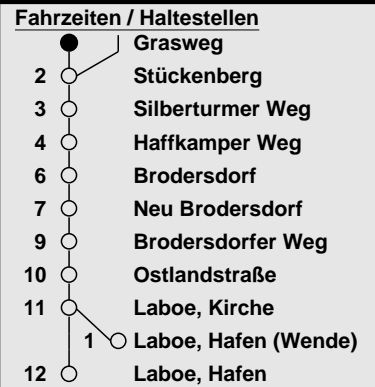 Fahrzeiten / Haltestellen
Grasweg
2 Stückenberg
3 Silberturmer Weg
4 Haffkamper Weg
6 Brodersdorf
7 Neu Brodersdorf
9 Brodersdorfer Weg
10 Ostlandstraße
11 Laboe, Kirche
1 Laboe, Hafen (Wende)
12 Laboe, Hafen